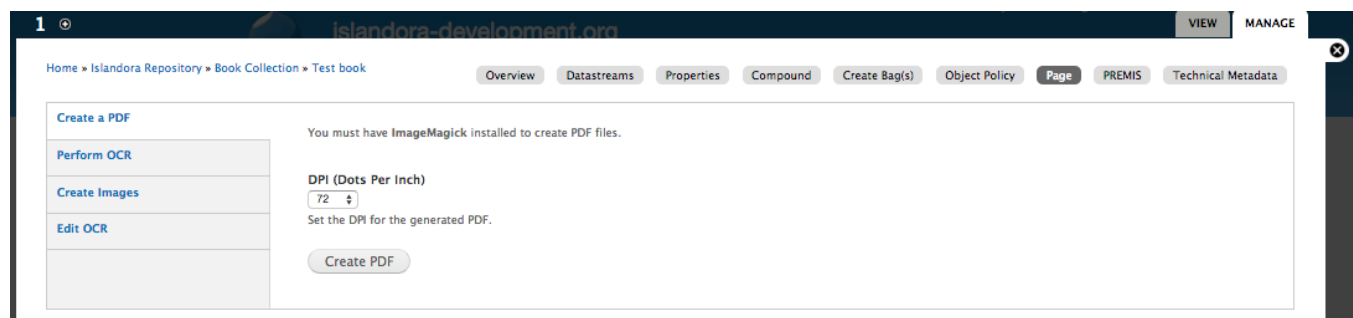 1
islandora-development.org
VIEW MANAGE
Home » Islandora Repository » Book Collection » Test book
Overview Datastreams Properties Compound Create Bag(s) Object Policy Page PREMIS Technical Metadata
Create a PDF
Perform OCR
Create Images
Edit OCR
You must have ImageMagick installed to create PDF files.
DPI (Dots Per Inch)
72
Set the DPI for the generated PDF.
Create PDF